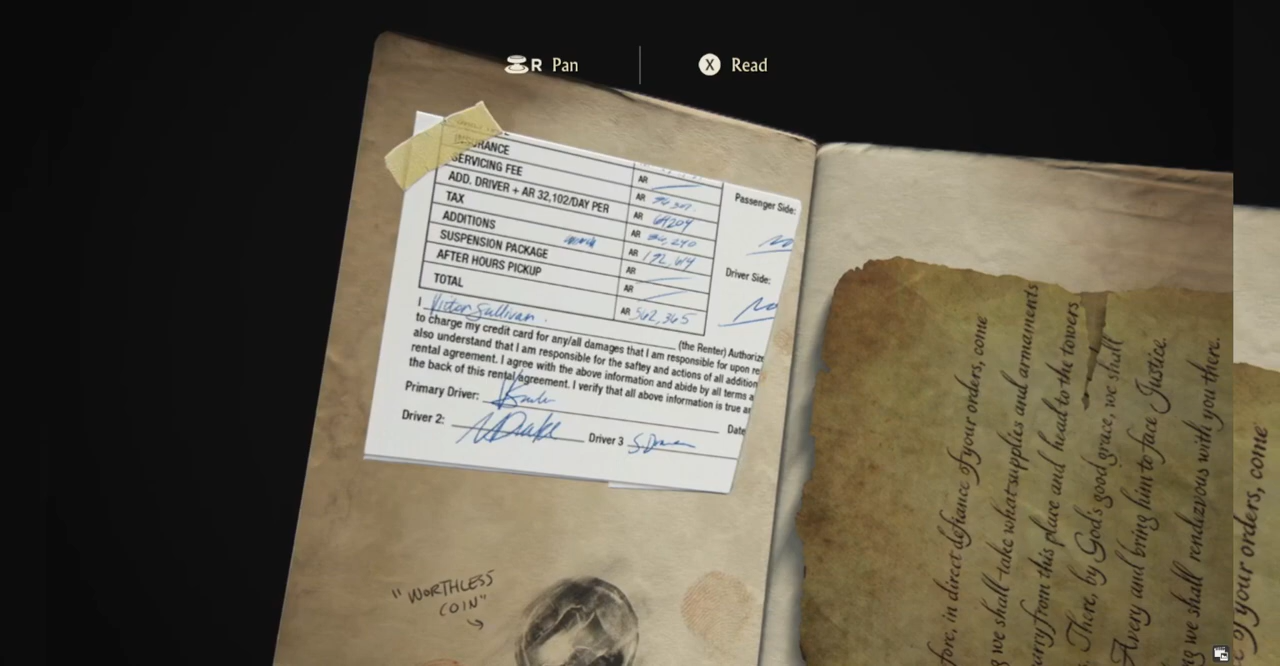 R Pan
X Read
INSURANCE
SERVICING FEE AR
ADD. DRIVER + AR 32,102/DAY PER AR
TAX AR 64204
ADDITIONS AR
SUSPENSION PACKAGE AR
AFTER HOURS PICKUP AR
TOTAL AR 562,365
Passenger Side:
Driver Side:
I Victor Sullivan (the Renter) Authorize
to charge my credit card for any/all damages that I am responsible for upon re
also understand that I am responsible for the saftey and actions of all addition
rental agreement. I agree with the above information and abide by all terms a
the back of this rental agreement. I verify that all above information is true an
Primary Driver:
Date
Driver 2: NDrake Driver 3
"WORTHLESS
COIN"
fore, in direct defiance of your orders, come
we shall take what supplies and armaments
from this place and head to the towers
There, by God's good grace, we shall
Avery and bring him to face Justice.
we shall rendezvous with you there.
of your orders, come